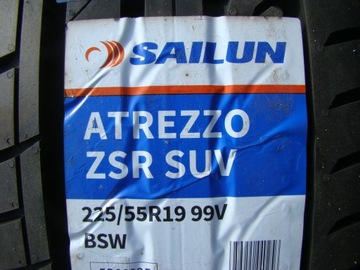 SAILUN
ATREZZO
ZSR SUV
225/55R19 99V
BSW